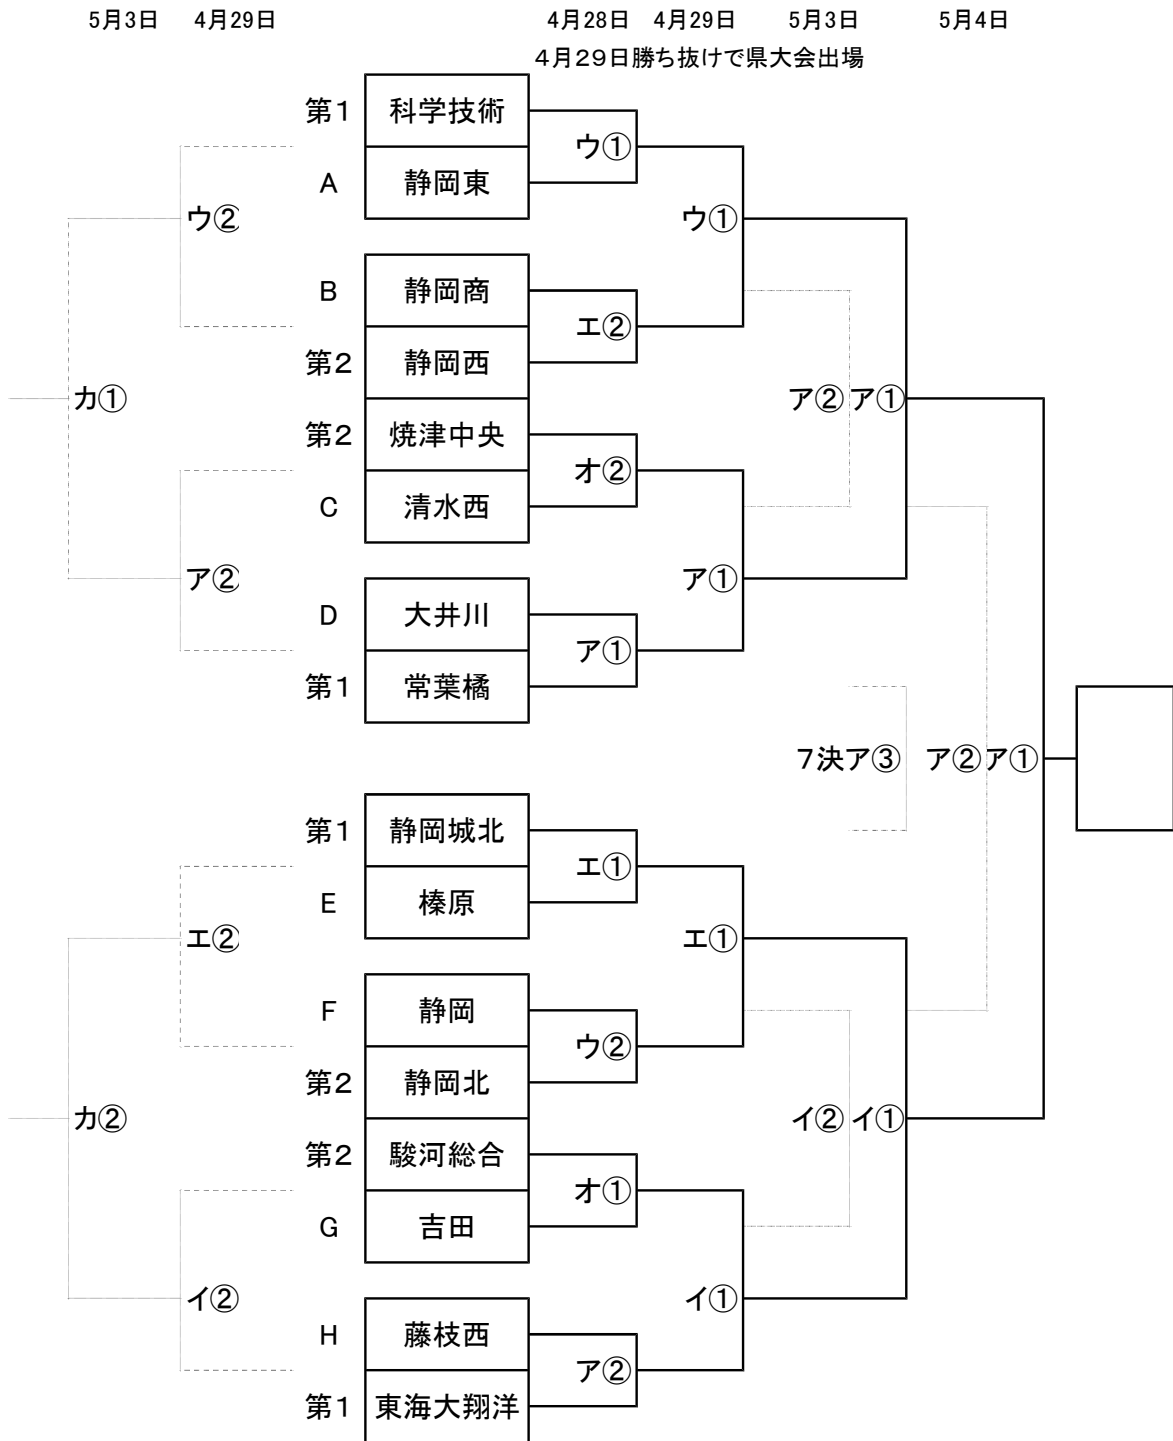 5月3日 4月29日 4月28日 4月29日 5月3日 5月4日
4月29日勝ち抜けで県大会出場
第1 科学技術
ウ①
A 静岡東
ウ② ウ①
B 静岡商
エ②
第2 静岡西
カ① ア② ア①
第2 焼津中央
オ②
C 清水西
ア② ア①
D 大井川
ア①
第1 常葉橘
7決ア③ ア② ア①
第1 静岡城北
エ①
E 榛原
エ② エ①
F 静岡
ウ②
第2 静岡北
カ② イ② イ①
第2 駿河総合
オ①
G 吉田
イ② イ①
H 藤枝西
ア②
第1 東海大翔洋